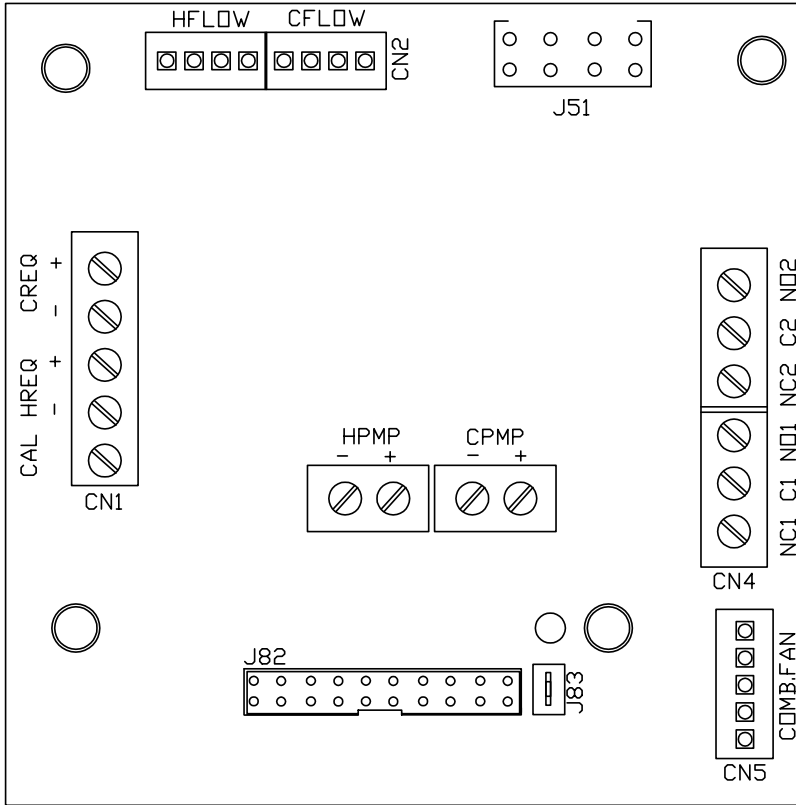 HFLOW CFLOW
CN2
J51
CREQ + -
HREQ + -
CAL
CN1
NO2
C2
NC2
NO1
C1
NC1
CN4
HPMP CPMP
- + - +
J82
J83
COMB.FAN
CN5